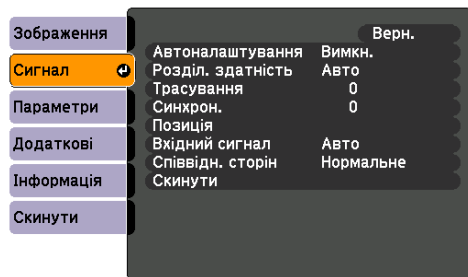 Зображення
Сигнал
Параметри
Додаткові
Інформація
Скинути
Верн.
Автоналаштування Вимкн.
Розділ. здатність Авто
Трасування 0
Синхрон. 0
Позиція
Вхідний сигнал Авто
Співвідн. сторін Нормальне
Скинути